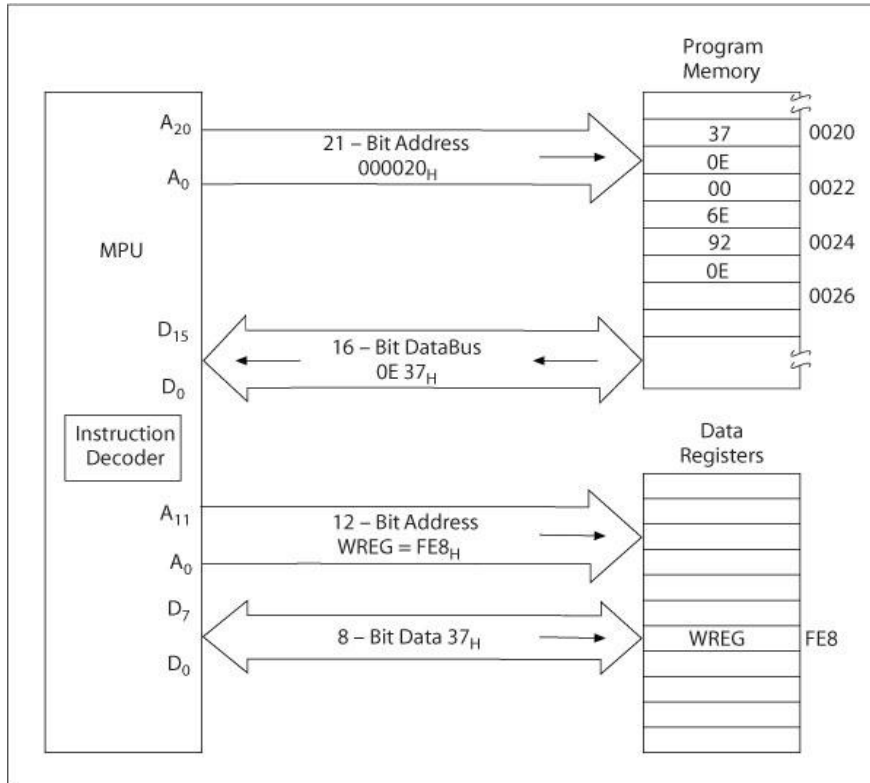 Program
Memory
A20
21 – Bit Address
000020H
A0
37 0020
0E
00 0022
6E
92 0024
0E
0026
MPU
D15
16 – Bit DataBus
0E 37H
D0
Instruction
Decoder
Data
Registers
A11
12 – Bit Address
WREG = FE8H
A0
D7
8 – Bit Data 37H
D0
WREG FE8